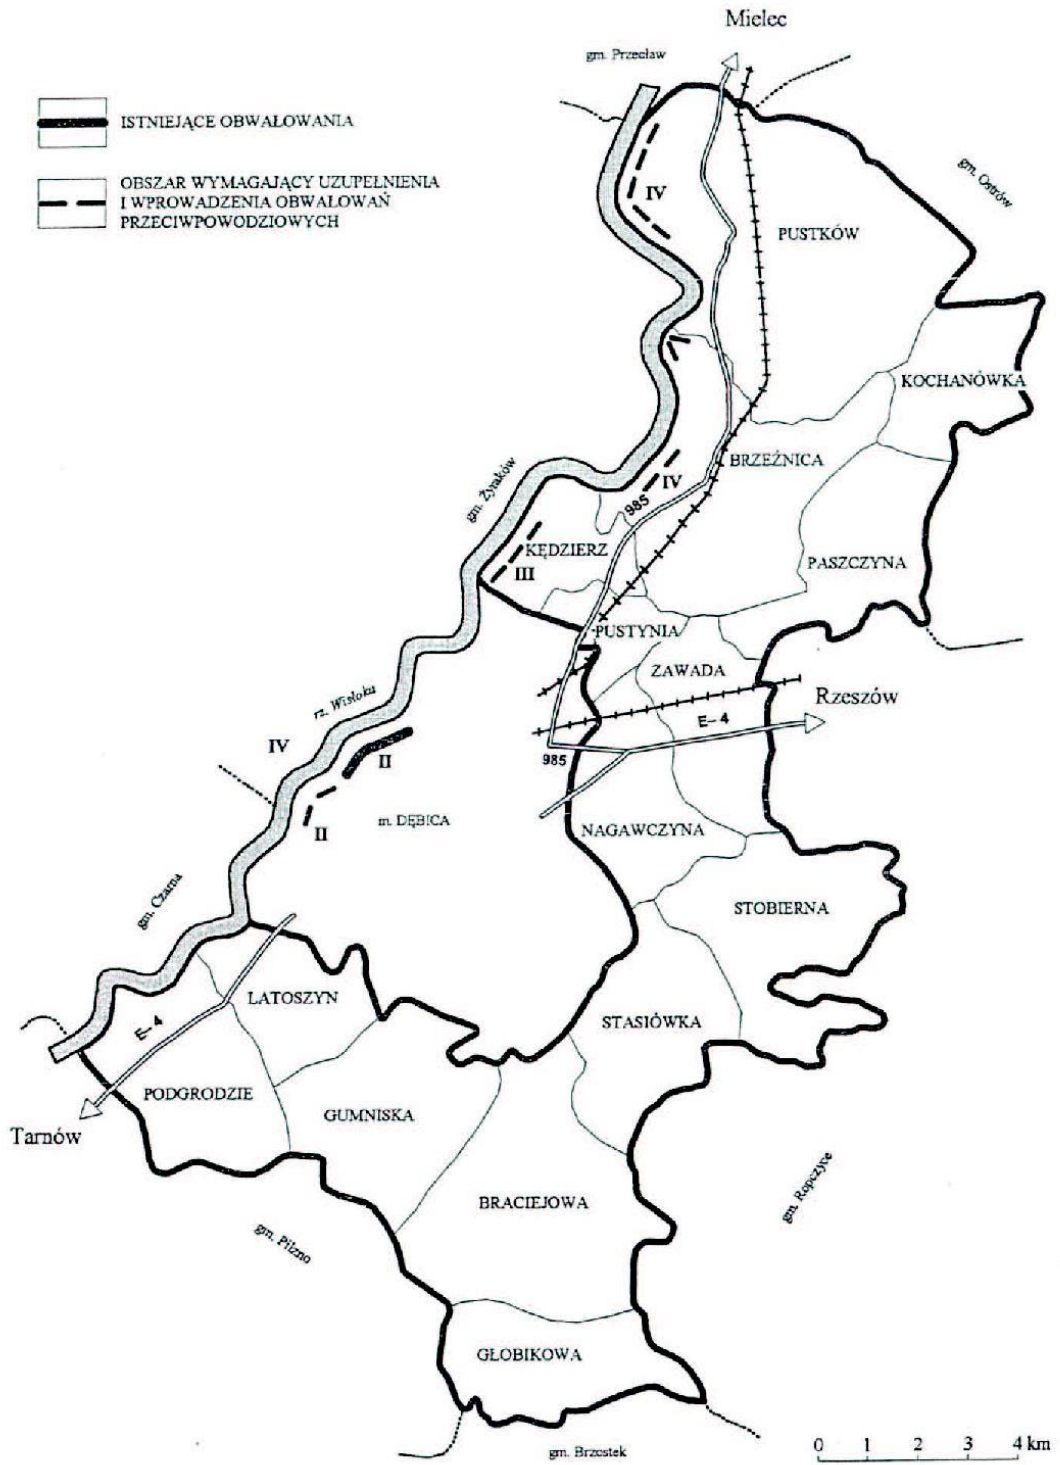 Mielec
gm. Przecław
ISTNIEJĄCE OBWAŁOWANIA
OBSZAR WYMAGAJĄCY UZUPEŁNIENIA
I WPROWADZENIA OBWAŁOWAŃ
PRZECIWPOWODZIOWYCH
gm. Ostrów
IV
PUSTKÓW
KOCHANÓWKA
BRZEŹNICA
gm. Żyraków
IV
985
KĘDZIERZ
III
PASZCZYNA
PUSTYNIA
ZAWADA
Rzeszów
rz. Wisłoku
E-4
IV
II
985
II
m. DĘBICA
NAGAWCZYNA
gm. Czarna
STOBIERNA
LATOSZYN
E-4
STASIÓWKA
PODGRODZIE
GUMNISKA
Tarnów
gm. Ropczyce
BRACIEJOWA
gm. Pilzno
GŁOBIKOWA
gm. Brzostek
0 1 2 3 4 km